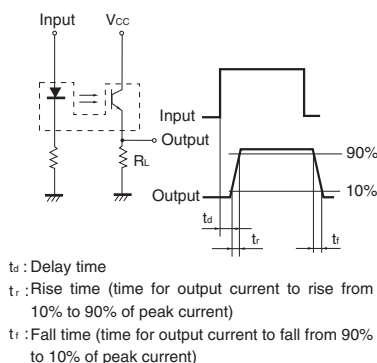 Input
Vcc
Output
RL
Input
Output
90%
10%
td
tr
tf
td : Delay time
tr : Rise time (time for output current to rise from
10% to 90% of peak current)
tf : Fall time (time for output current to fall from 90%
to 10% of peak current)